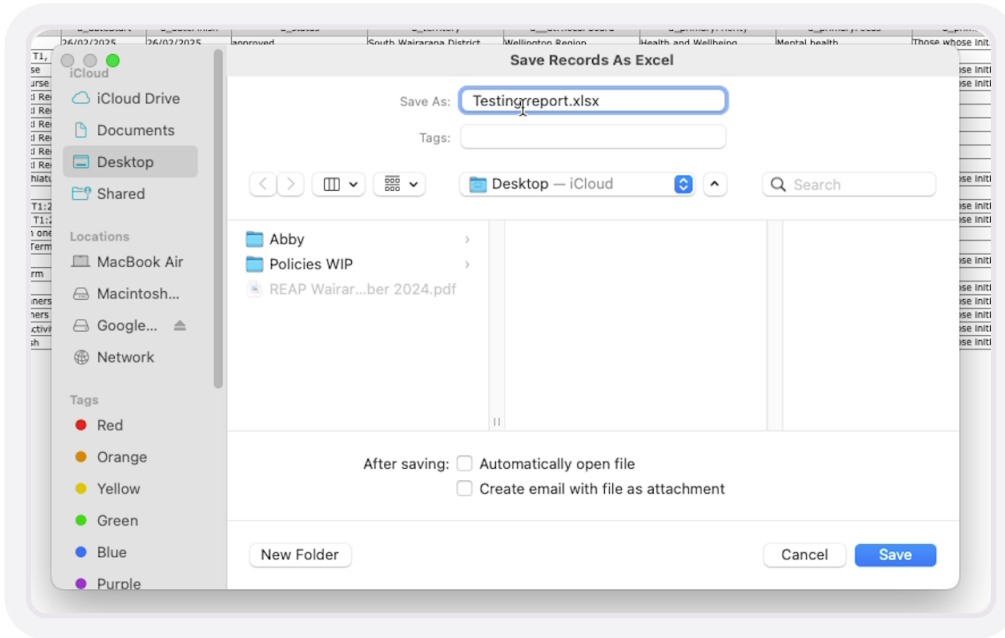 26/02/2025 26/02/2025 approved South Wairarapa District Wellington Region Health and Wellbeing Mental health Those whose init
Save Records As Excel
iCloud
iCloud Drive
Documents
Desktop
Shared
Locations
MacBook Air
Macintosh...
Google...
Network
Tags
Red
Orange
Yellow
Green
Blue
Purple
Save As: Testing report.xlsx
Tags:
Desktop — iCloud
Search
Abby
Policies WIP
REAP Wairar...ber 2024.pdf
After saving: Automatically open file
Create email with file as attachment
New Folder
Cancel
Save